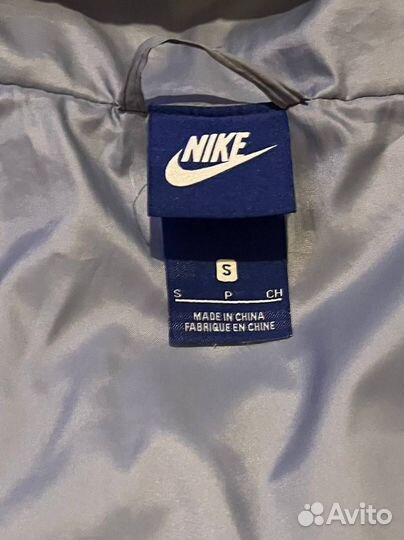 NIKE
S
S P CH
MADE IN CHINA
FABRIQUE EN CHINE
Avito